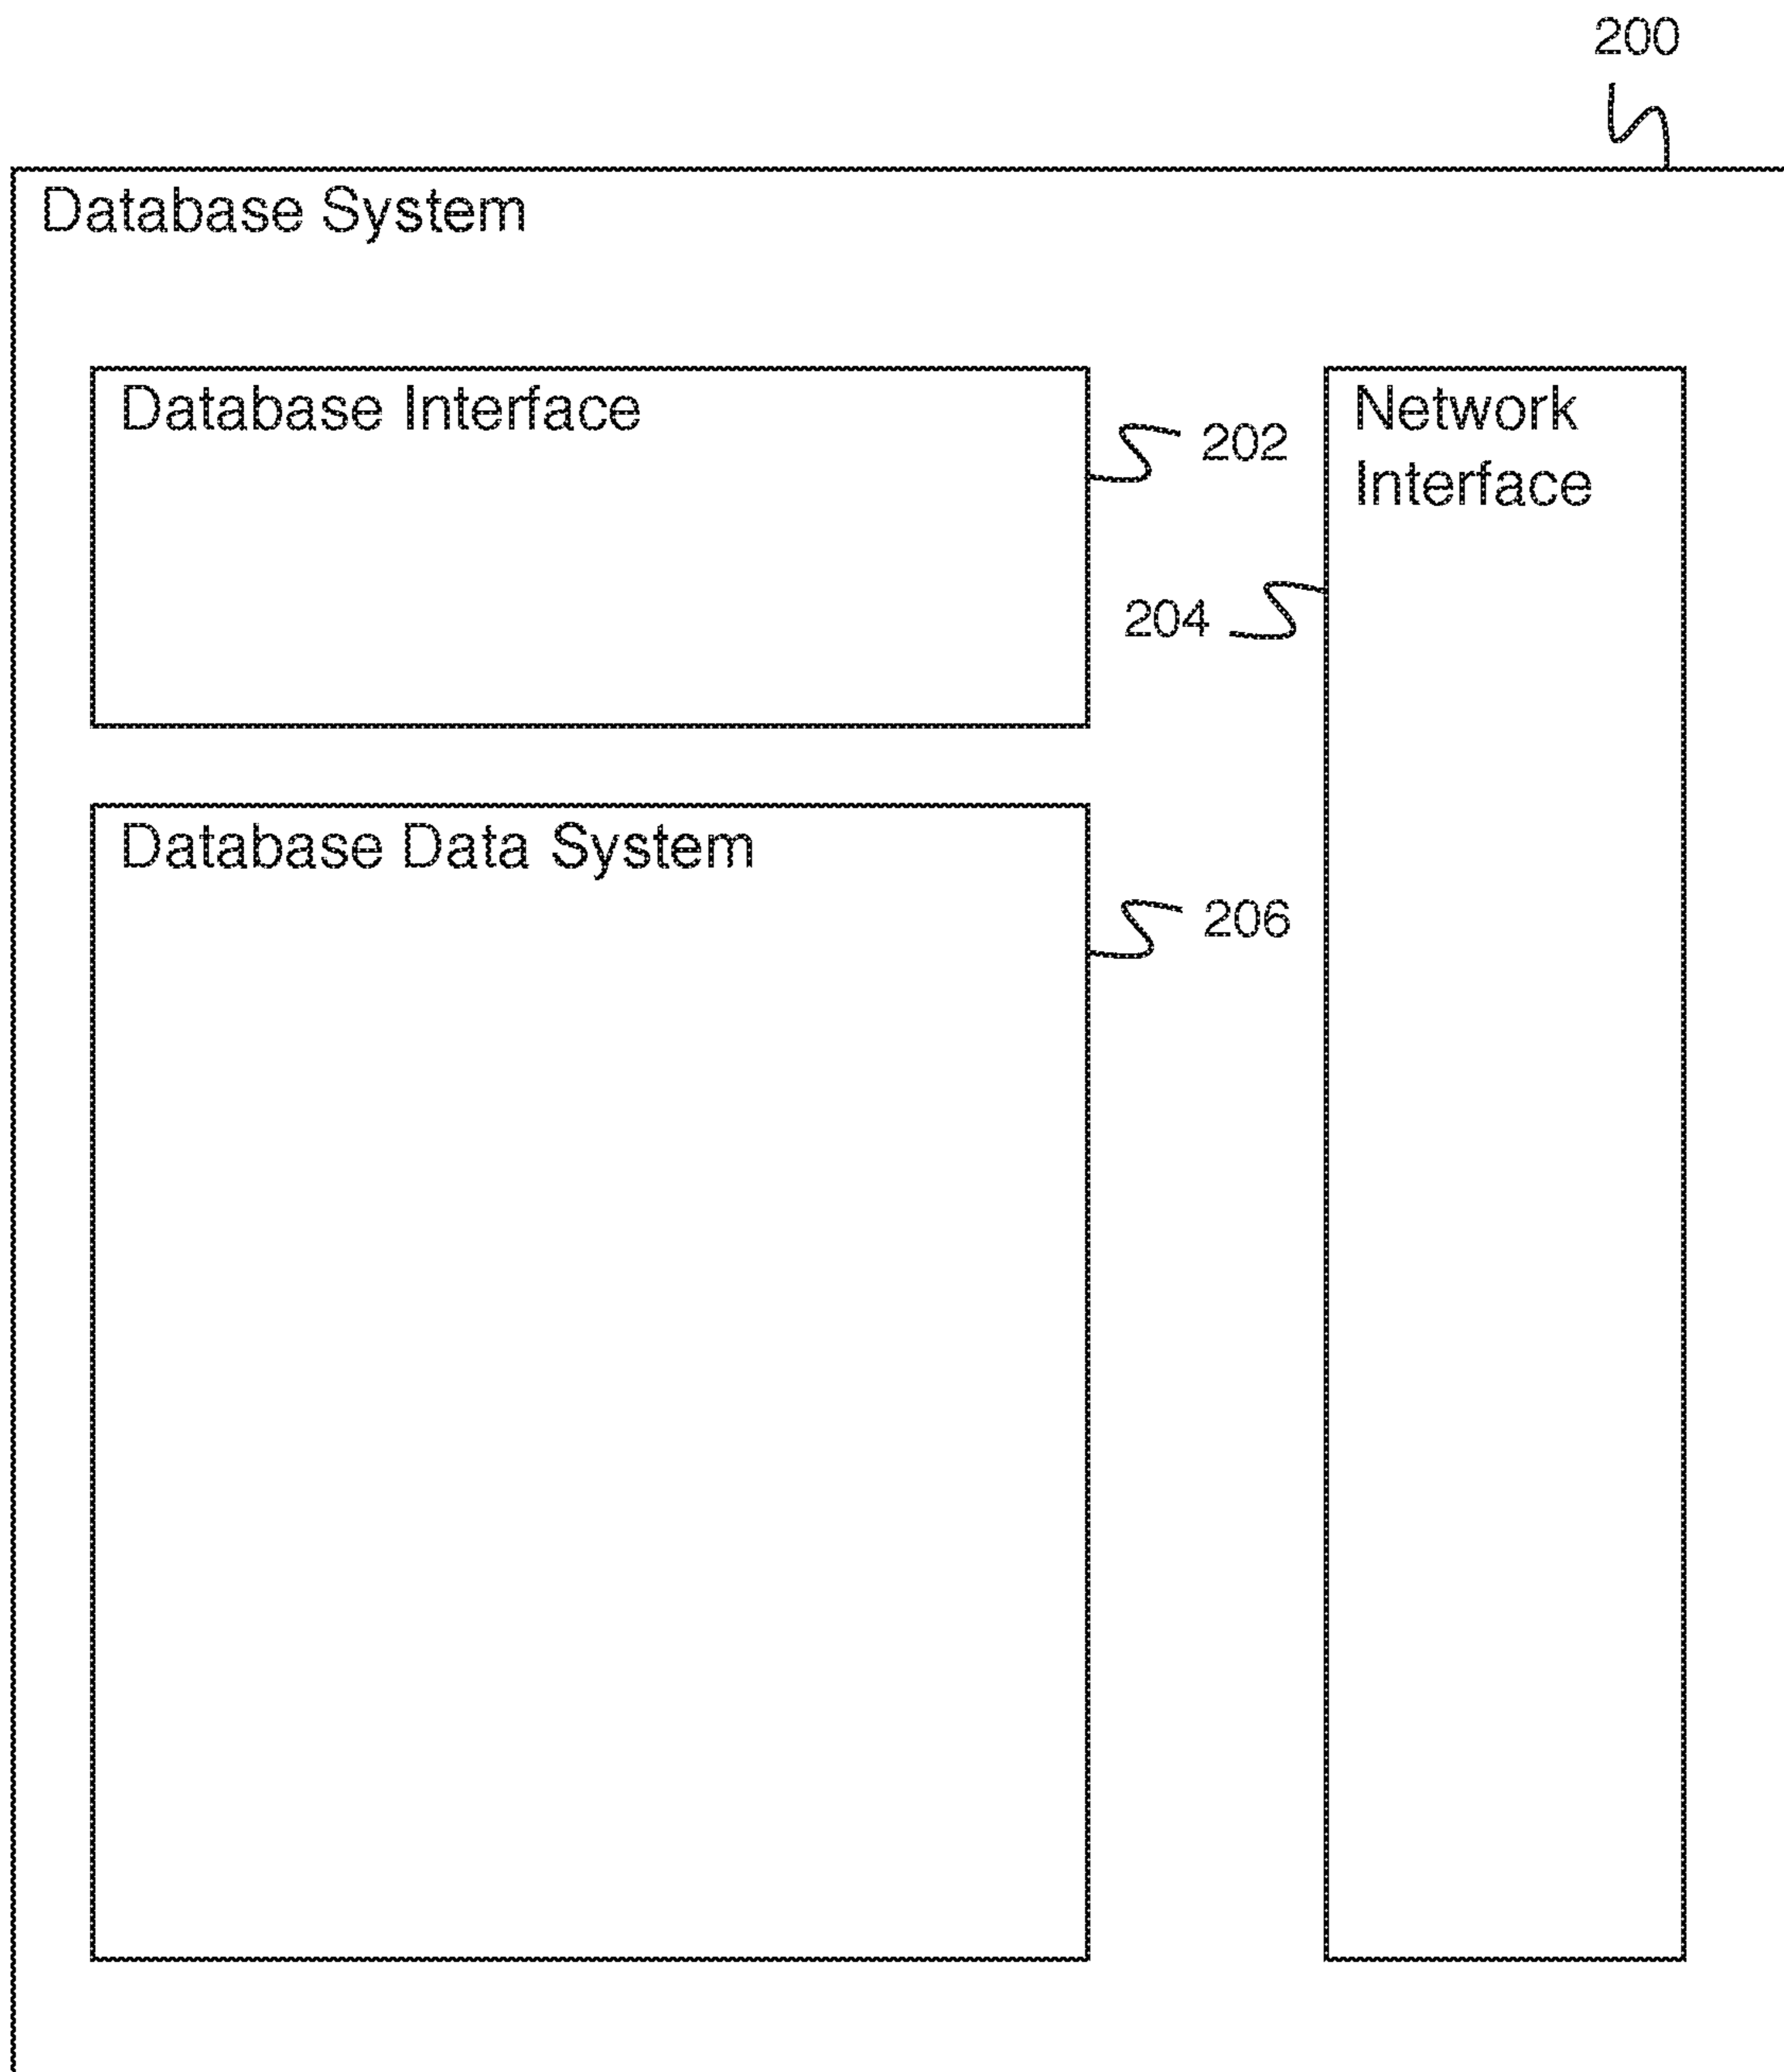 200
Database System
Database Interface
202
Network
Interface
204
Database Data System
206